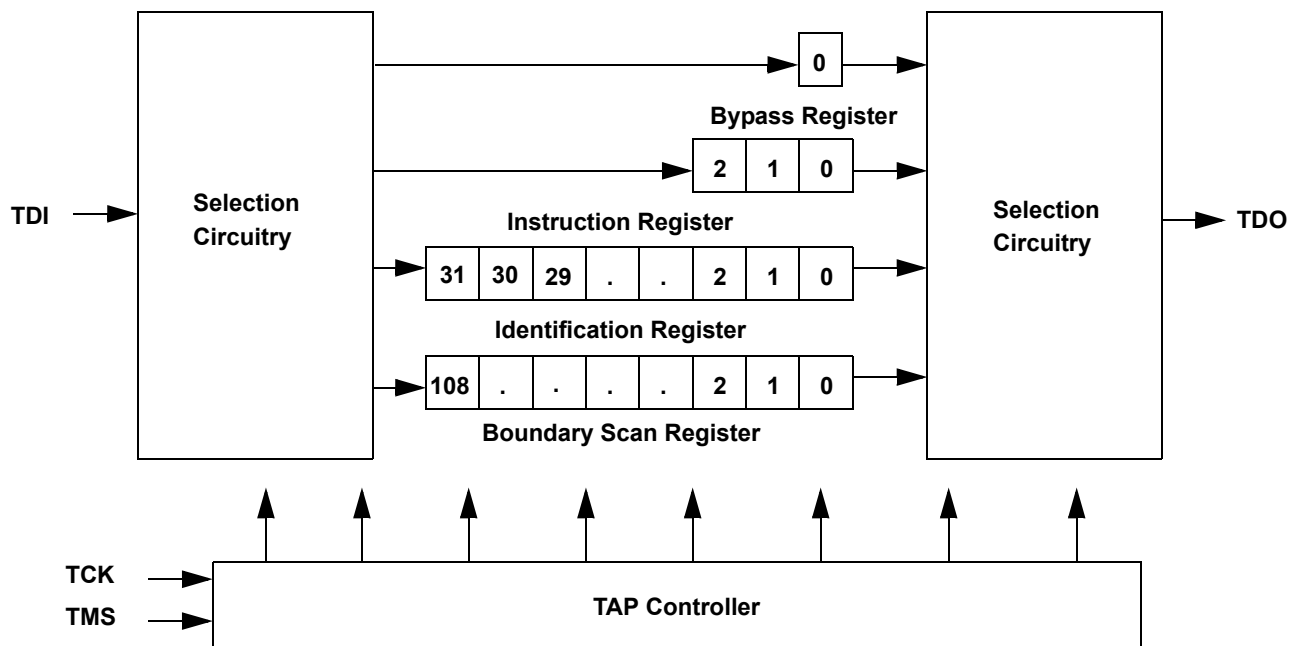 0
Bypass Register
2 1 0
Selection
Circuitry
Selection
Circuitry
TDI
TDO
Instruction Register
31 30 29 . . 2 1 0
Identification Register
108 . . . . 2 1 0
Boundary Scan Register
TCK
TMS
TAP Controller